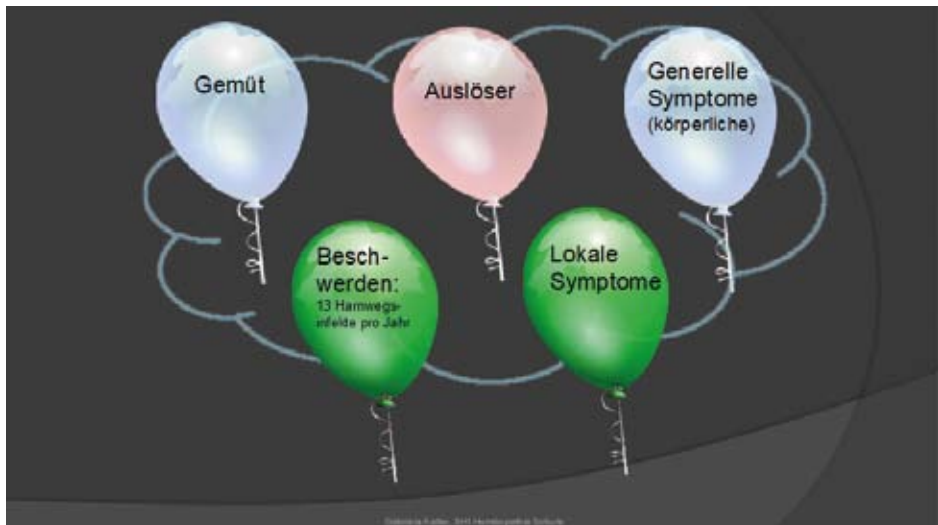 Gemüt
Auslöser
Generelle
Symptome
(körperliche)
Besch-
werden:
13 Harnwegs-
infekte pro Jahr
Lokale
Symptome